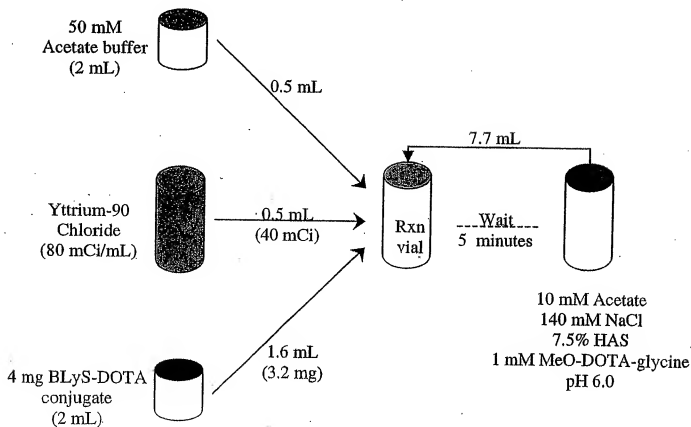 50 mM
Acetate buffer
(2 mL)
0.5 mL
7.7 mL
Yttrium-90
Chloride
(80 mCi/mL)
0.5 mL
(40 mCi)
Rxn
vial
Wait
5 minutes
10 mM Acetate
140 mM NaCl
7.5% HAS
1 mM MeO-DOTA-glycine
pH 6.0
1.6 mL
(3.2 mg)
4 mg BLyS-DOTA
conjugate
(2 mL)